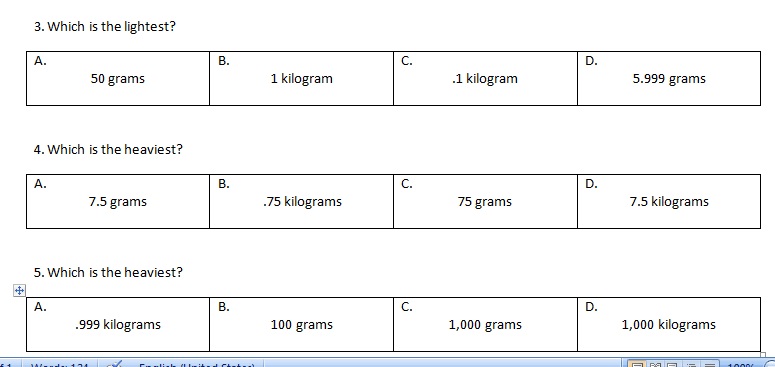 3. Which is the lightest?
A. B. C. D.
50 grams 1 kilogram .1 kilogram 5.999 grams
4. Which is the heaviest?
A. B. C. D.
7.5 grams .75 kilograms 75 grams 7.5 kilograms
5. Which is the heaviest?
A. B. C. D.
.999 kilograms 100 grams 1,000 grams 1,000 kilograms